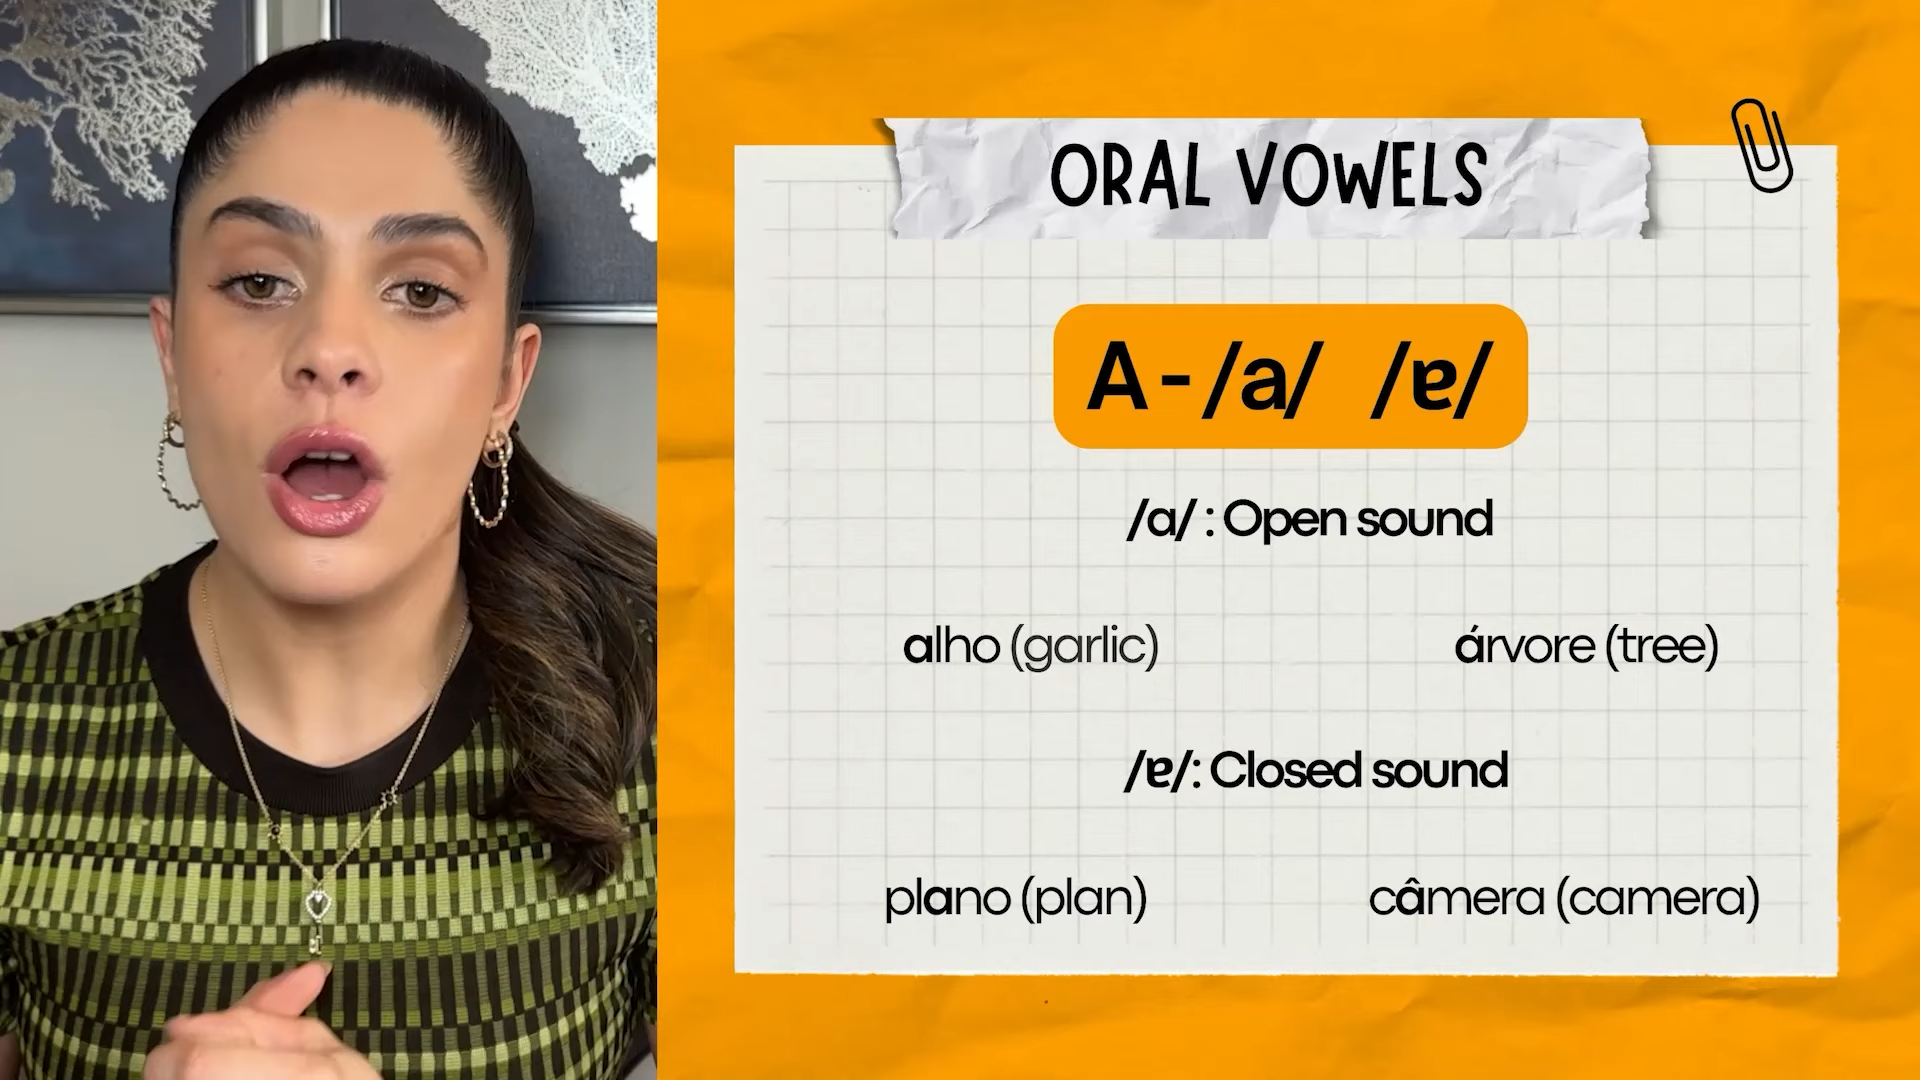 ORAL VOWELS
A - /a/ /ɐ/
/a/ : Open sound
alho (garlic) árvore (tree)
/ɐ/: Closed sound
plano (plan) câmera (camera)